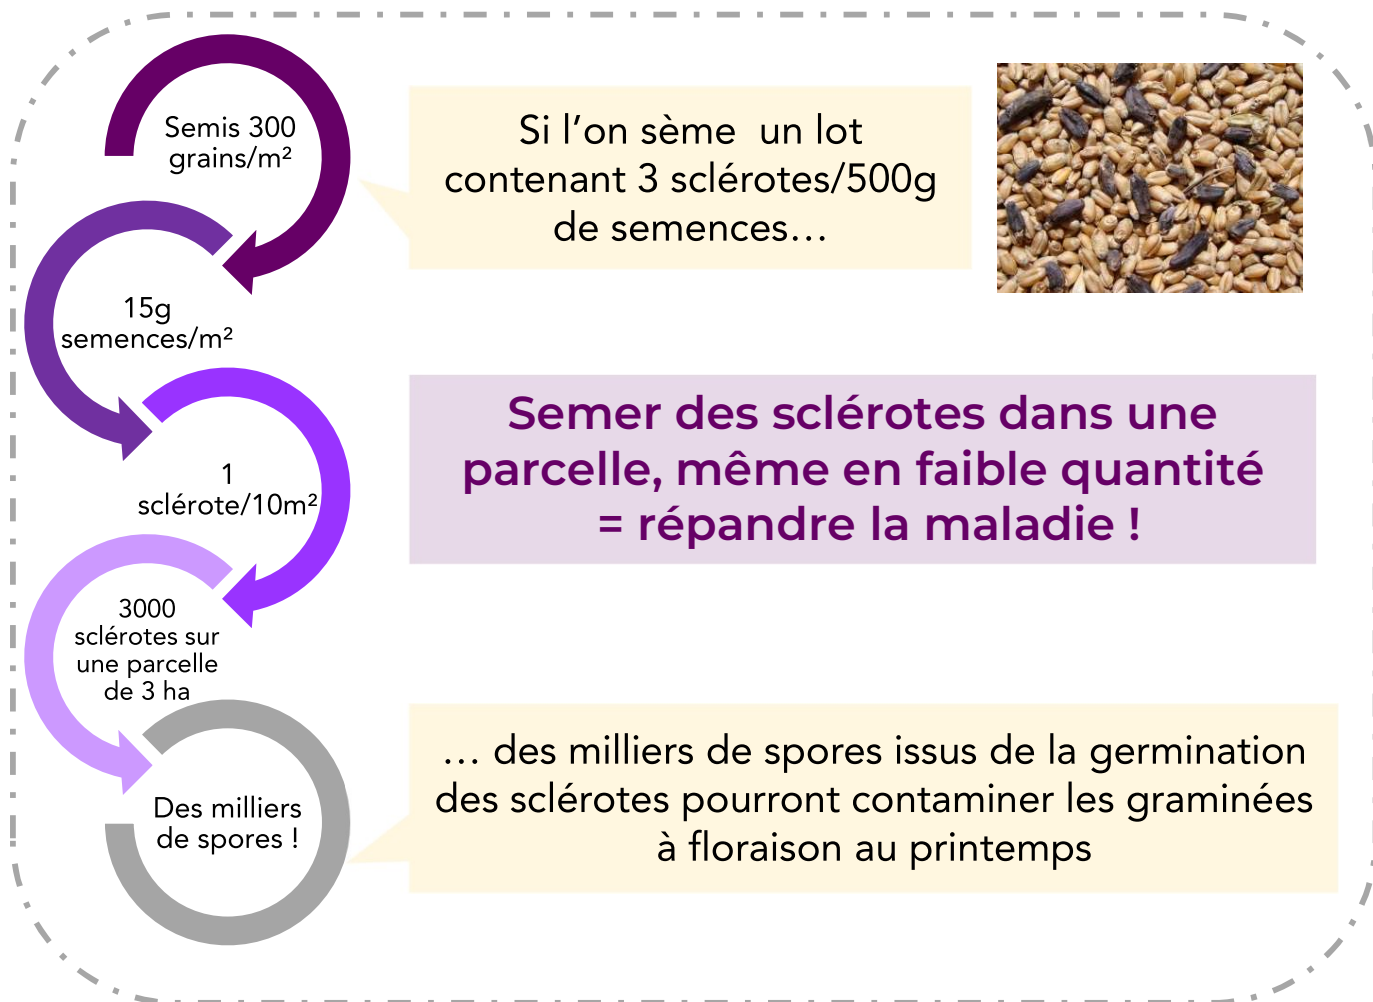 Semis 300
grains/m²
Si l’on sème un lot
contenant 3 sclérotes/500g
de semences…
15g
semences/m²
1
sclérote/10m²
Semer des sclérotes dans une
parcelle, même en faible quantité
= répandre la maladie !
3000
sclérotes sur
une parcelle
de 3 ha
Des milliers
de spores !
… des milliers de spores issus de la germination
des sclérotes pourront contaminer les graminées
à floraison au printemps